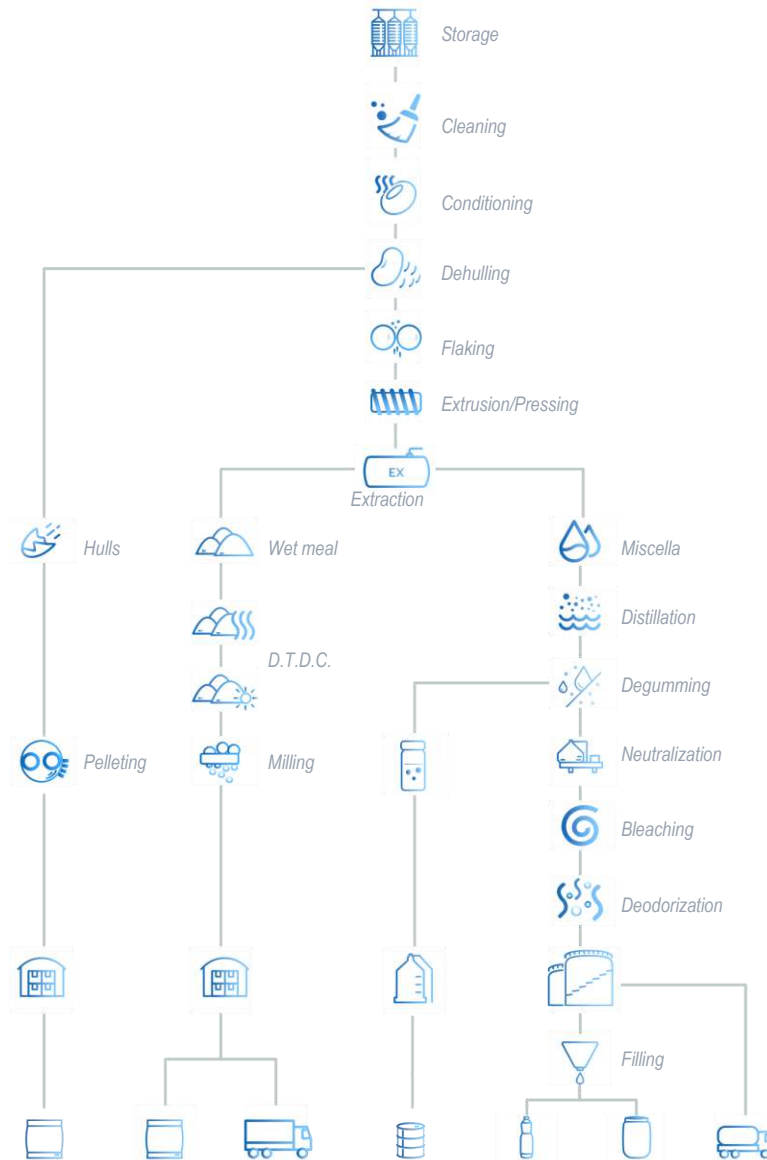 Storage
Cleaning
Conditioning
Dehulling
Flaking
Extrusion/Pressing
EX
Extraction
Hulls
Wet meal
Miscella
Distillation
D.T.D.C.
Degumming
Pelleting
Milling
Neutralization
Bleaching
Deodorization
Filling